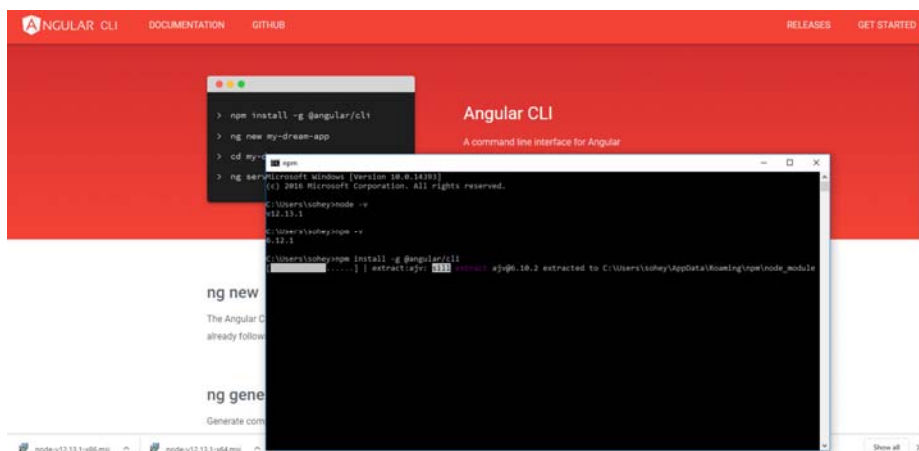 ANGULAR CLI DOCUMENTATION GITHUB RELEASES GET STARTED
> npm install -g @angular/cli
> ng new my-dream-app
> cd my-d
> ng serv
Angular CLI
A command line interface for Angular
npm
Microsoft Windows [Version 10.0.14393]
(c) 2016 Microsoft Corporation. All rights reserved.
C:\Users\sohey>node -v
v12.13.1
C:\Users\sohey>npm -v
6.12.1
C:\Users\sohey>npm install -g @angular/cli
[ ......] | extract:ajv: sill extract ajv@6.10.2 extracted to C:\Users\sohey\AppData\Roaming\npm\node_module
ng new
The Angular C
already follow
ng gene
Generate com
node-v12.13.1-x86.msi node-v12.13.1-x64.msi Show all